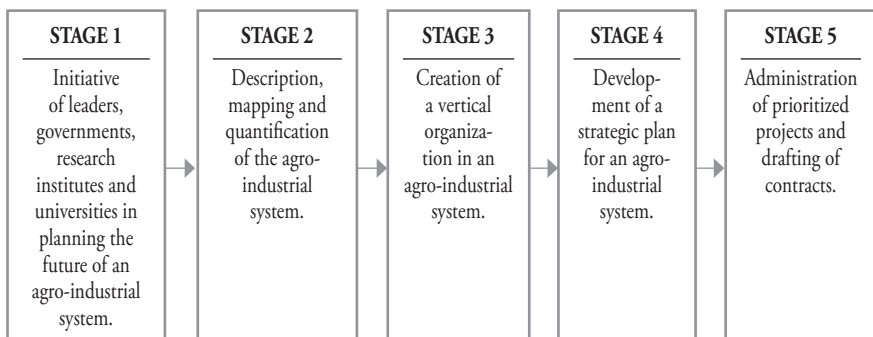 STAGE 1
Initiative
of leaders,
governments,
research
institutes and
universities in
planning the
future of an
agro-industrial
system.
STAGE 2
Description,
mapping and
quantification
of the agro-
industrial
system.
STAGE 3
Creation of
a vertical
organiza-
tion in an
agro-industrial
system.
STAGE 4
Develop-
ment of a
strategic plan
for an agro-
industrial
system.
STAGE 5
Administration
of prioritized
projects and
drafting of
contracts.